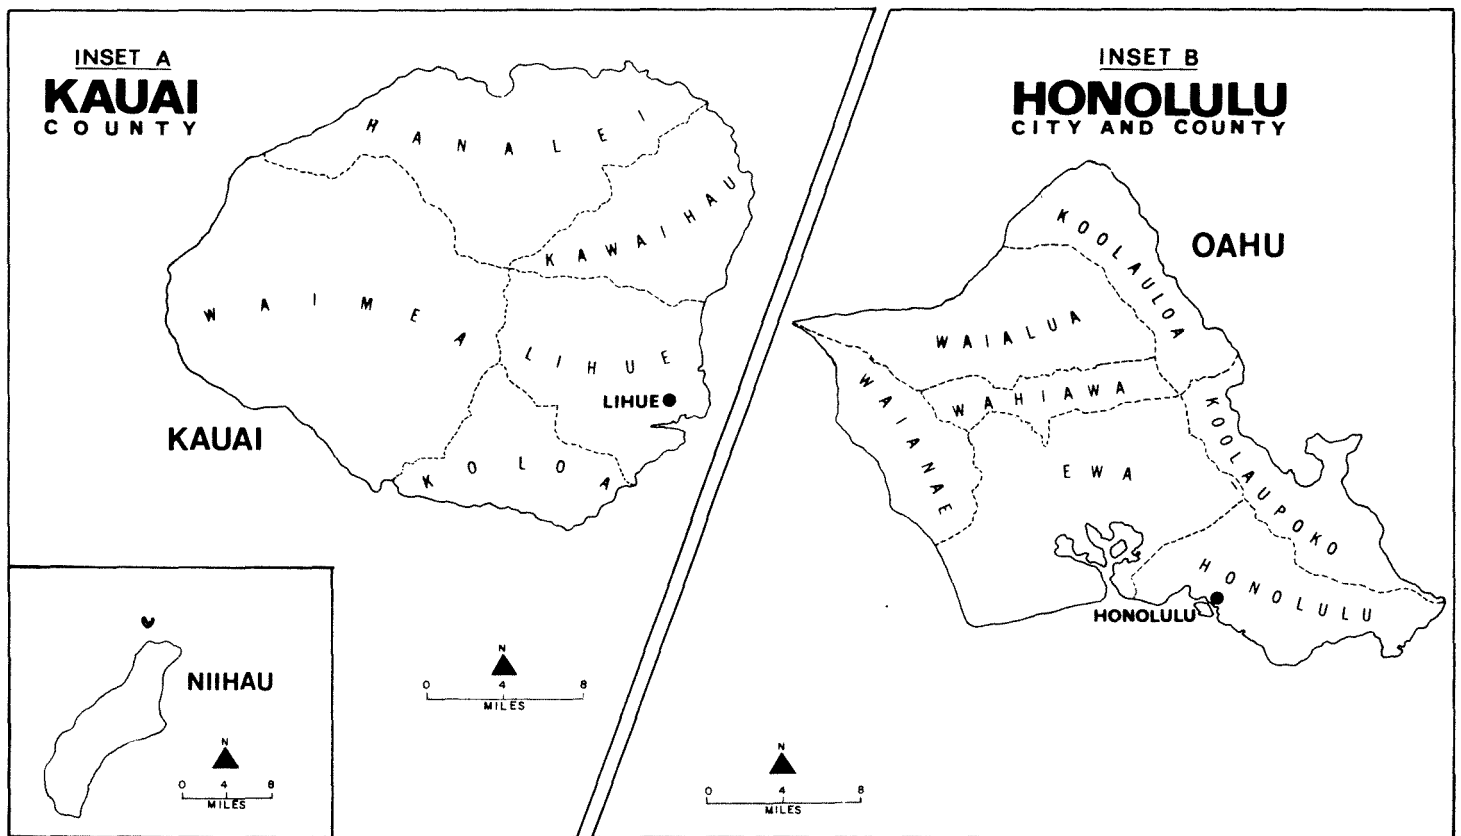 INSET A
KAUAI
COUNTY
HANALEI
KAWAIHAU
WAIMEA
LIHUE
LIHUE
KOLOA
KAUAI
NIIHAU
N
0 4 8
MILES
N
0 4 8
MILES
INSET B
HONOLULU
CITY AND COUNTY
OAHU
KOOLAULOA
WAIALUA
WAHIAWA
WAIANAE
EWA
KOOLAUPOKO
HONOLULU
HONOLULU
N
0 4 8
MILES